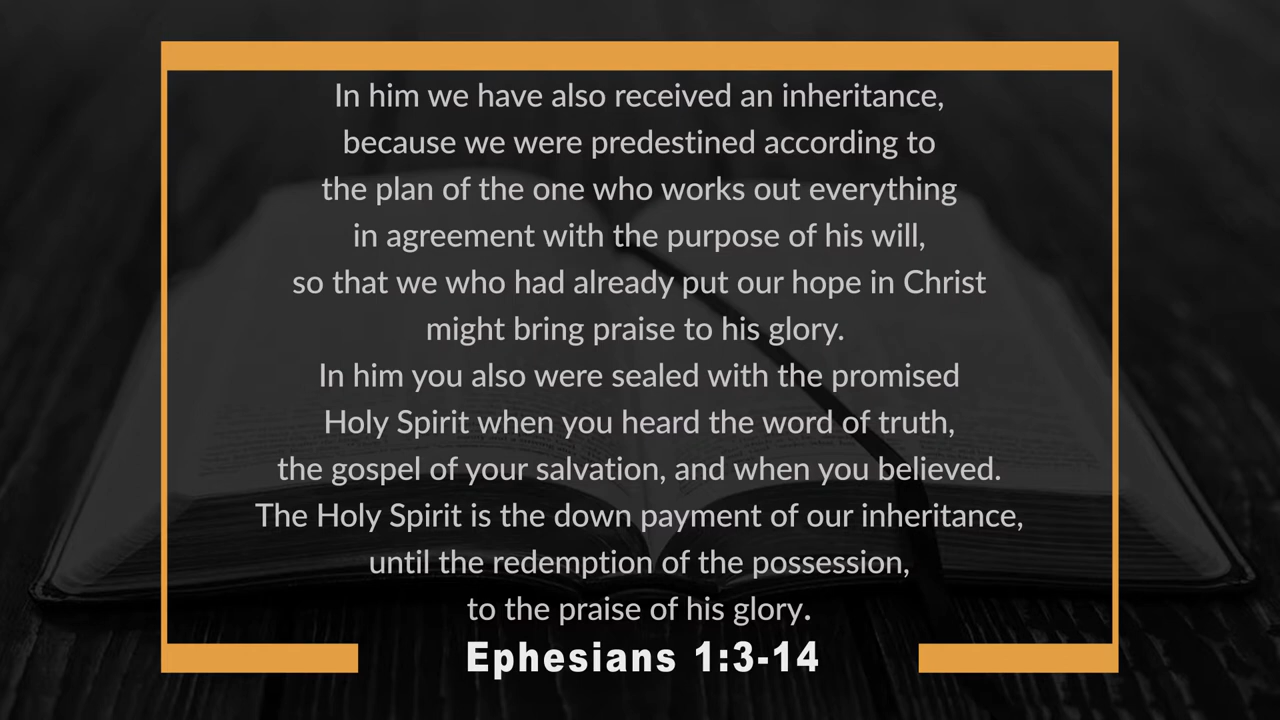 In him we have also received an inheritance,
because we were predestined according to
the plan of the one who works out everything
in agreement with the purpose of his will,
so that we who had already put our hope in Christ
might bring praise to his glory.
In him you also were sealed with the promised
Holy Spirit when you heard the word of truth,
the gospel of your salvation, and when you believed.
The Holy Spirit is the down payment of our inheritance,
until the redemption of the possession,
to the praise of his glory.
Ephesians 1:3-14